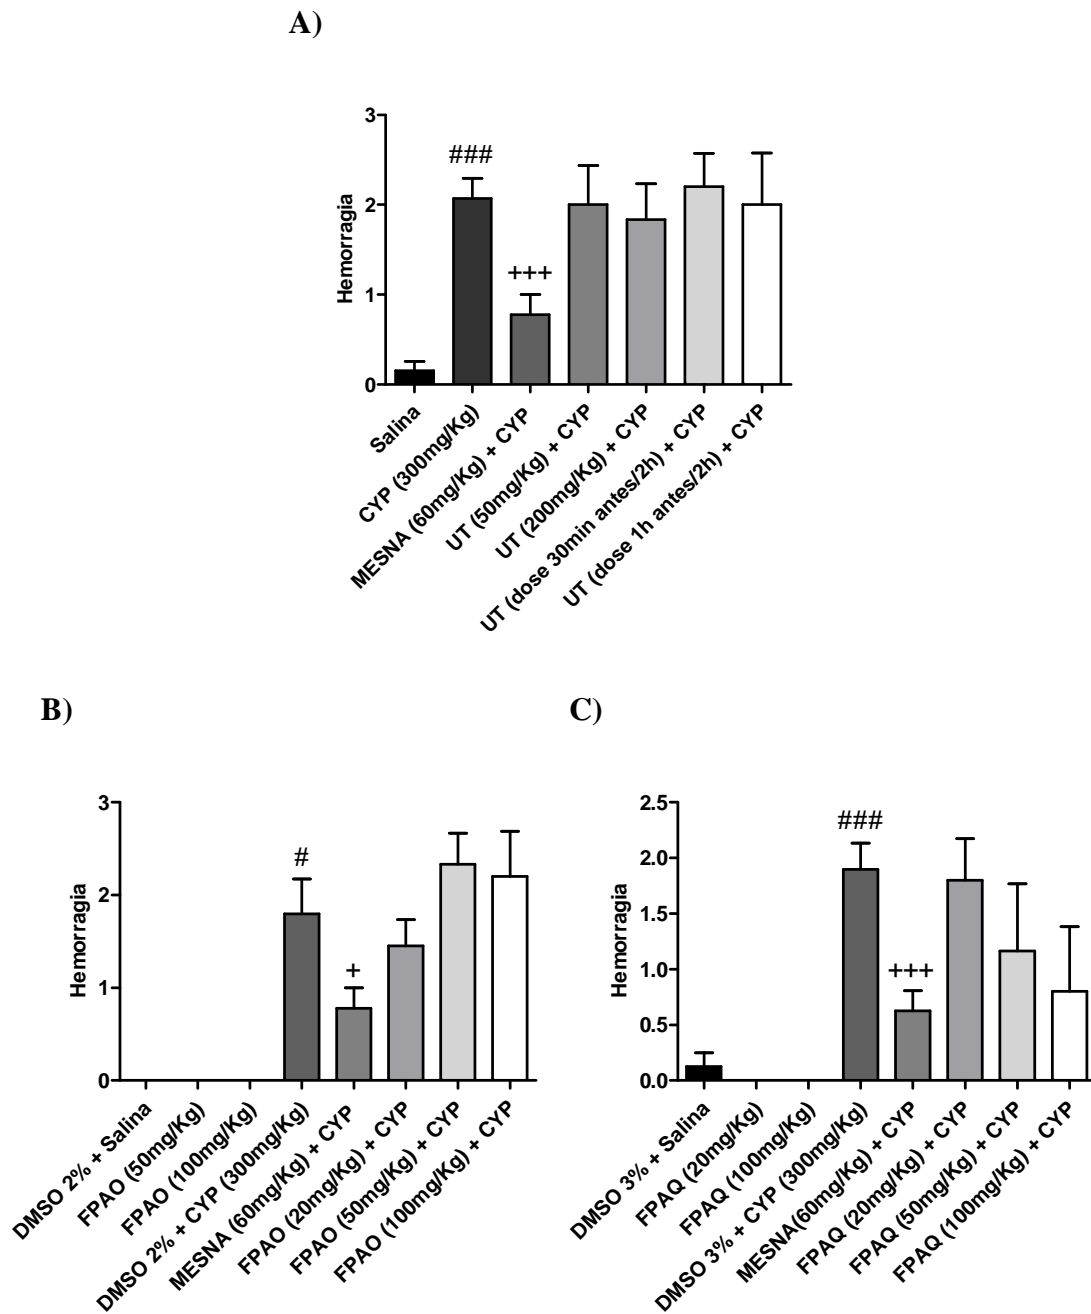 A)
3
2
1
0
Hemorragia
###
+++
Salina
CYP (300mg/Kg)
MESNA (60mg/Kg) + CYP
UT (50mg/Kg) + CYP
UT (200mg/Kg) + CYP
UT (dose 30min antes/2h) + CYP
UT (dose 1h antes/2h) + CYP
B)
3
2
1
0
Hemorragia
#
+
DMSO 2% + Salina
FPAO (50mg/Kg)
FPAO (100mg/Kg)
DMSO 2% + CYP (300mg/Kg)
MESNA (60mg/Kg) + CYP
FPAO (20mg/Kg) + CYP
FPAO (50mg/Kg) + CYP
FPAO (100mg/Kg) + CYP
C)
2.5
2.0
1.5
1.0
0.5
0.0
Hemorragia
###
+++
DMSO 3% + Salina
FPAQ (20mg/Kg)
FPAQ (100mg/Kg)
DMSO 3% + CYP (300mg/Kg)
MESNA(60mg/Kg) + CYP
FPAQ (20mg/Kg) + CYP
FPAQ (50mg/Kg) + CYP
FPAQ (100mg/Kg) + CYP